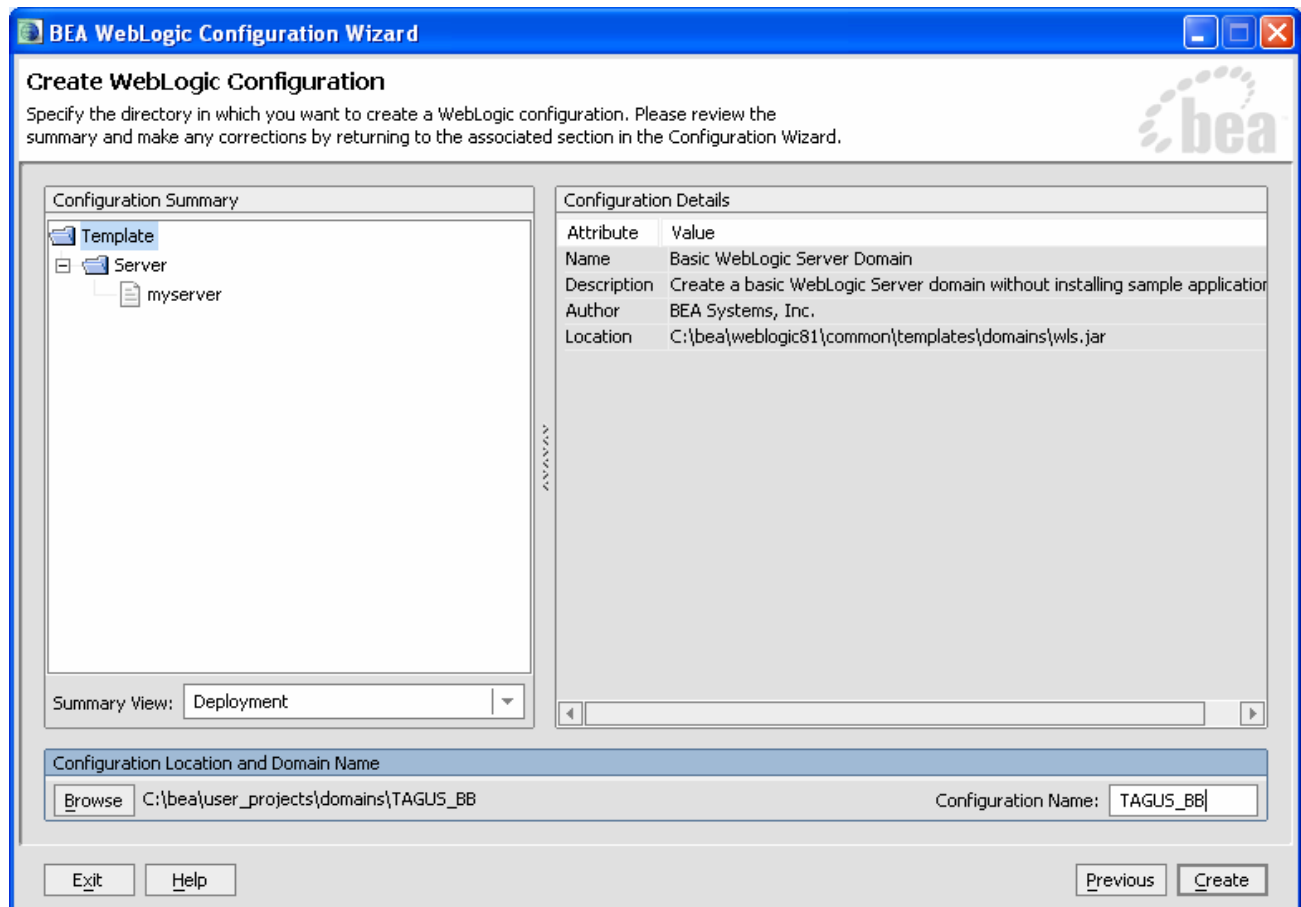 BEA WebLogic Configuration Wizard
Create WebLogic Configuration
Specify the directory in which you want to create a WebLogic configuration. Please review the
summary and make any corrections by returning to the associated section in the Configuration Wizard.
bea
Configuration Summary
Template
Server
myserver
Summary View: Deployment
Configuration Details
Attribute Value
Name Basic WebLogic Server Domain
Description Create a basic WebLogic Server domain without installing sample application
Author BEA Systems, Inc.
Location C:\bea\weblogic81\common\templates\domains\wls.jar
Configuration Location and Domain Name
Browse C:\bea\user_projects\domains\TAGUS_BB Configuration Name: TAGUS_BB
Exit Help Previous Create